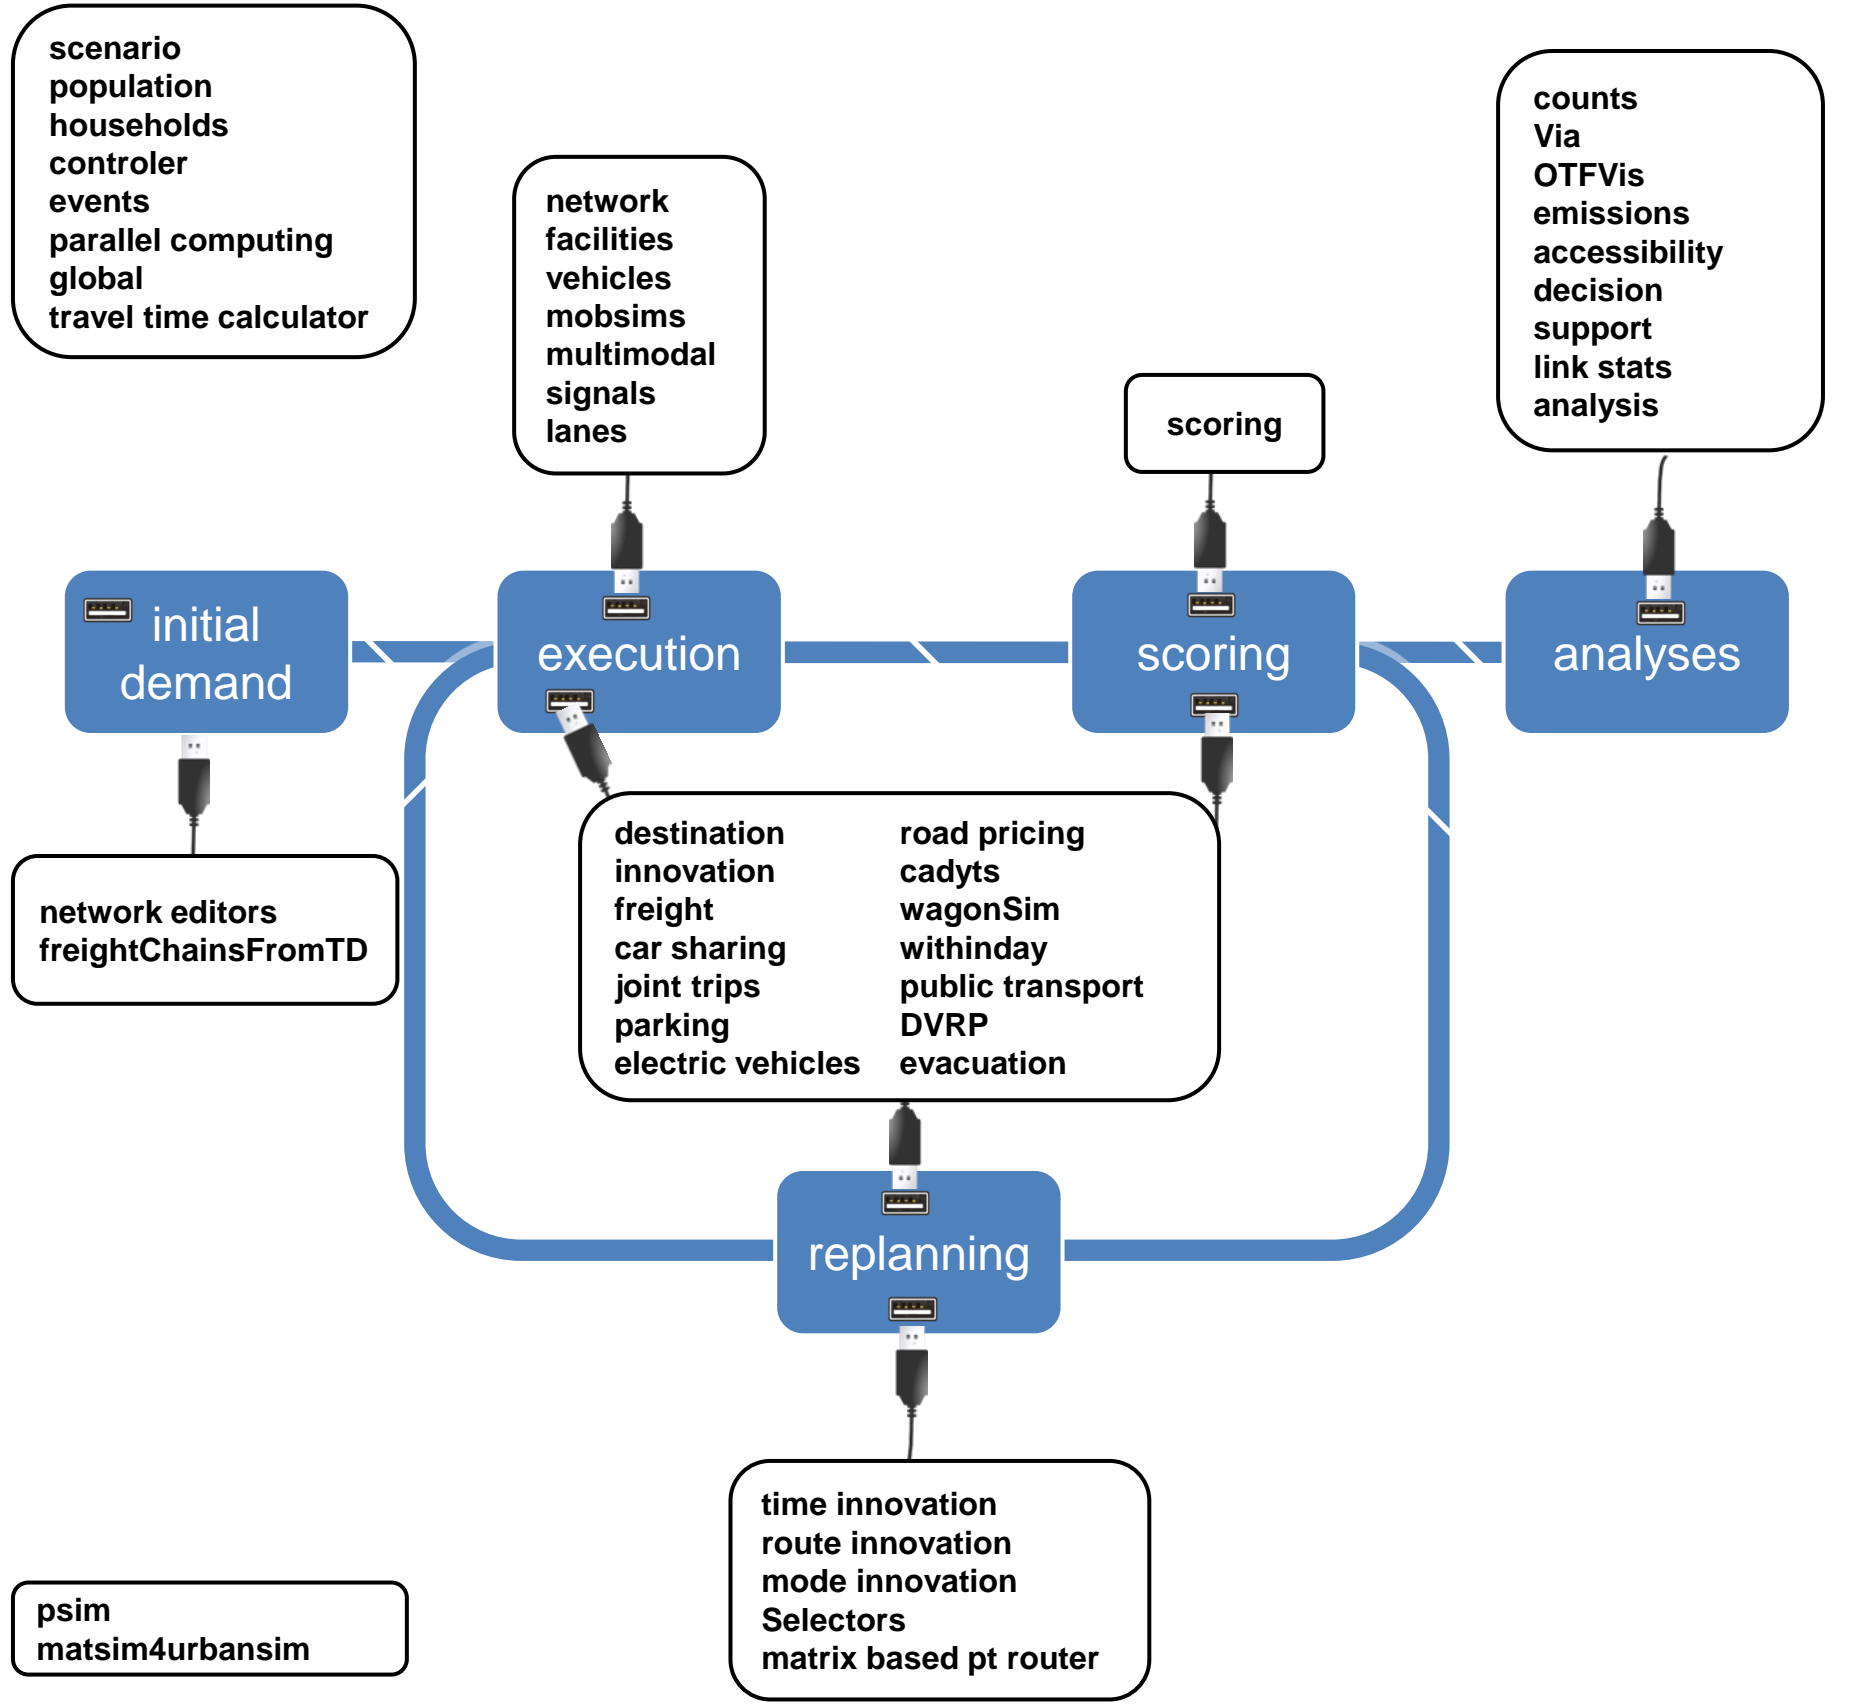 scenario
population
households
controler
events
parallel computing
global
travel time calculator
network
facilities
vehicles
mobsims
multimodal
signals
lanes
scoring
counts
Via
OTFVis
emissions
accessibility
decision
support
link stats
analysis
initial
demand
execution
scoring
analyses
network editors
freightChainsFromTD
destination
innovation
freight
car sharing
joint trips
parking
electric vehicles
road pricing
cadyts
wagonSim
withinday
public transport
DVRP
evacuation
replanning
time innovation
route innovation
mode innovation
Selectors
matrix based pt router
psim
matsim4urbansim